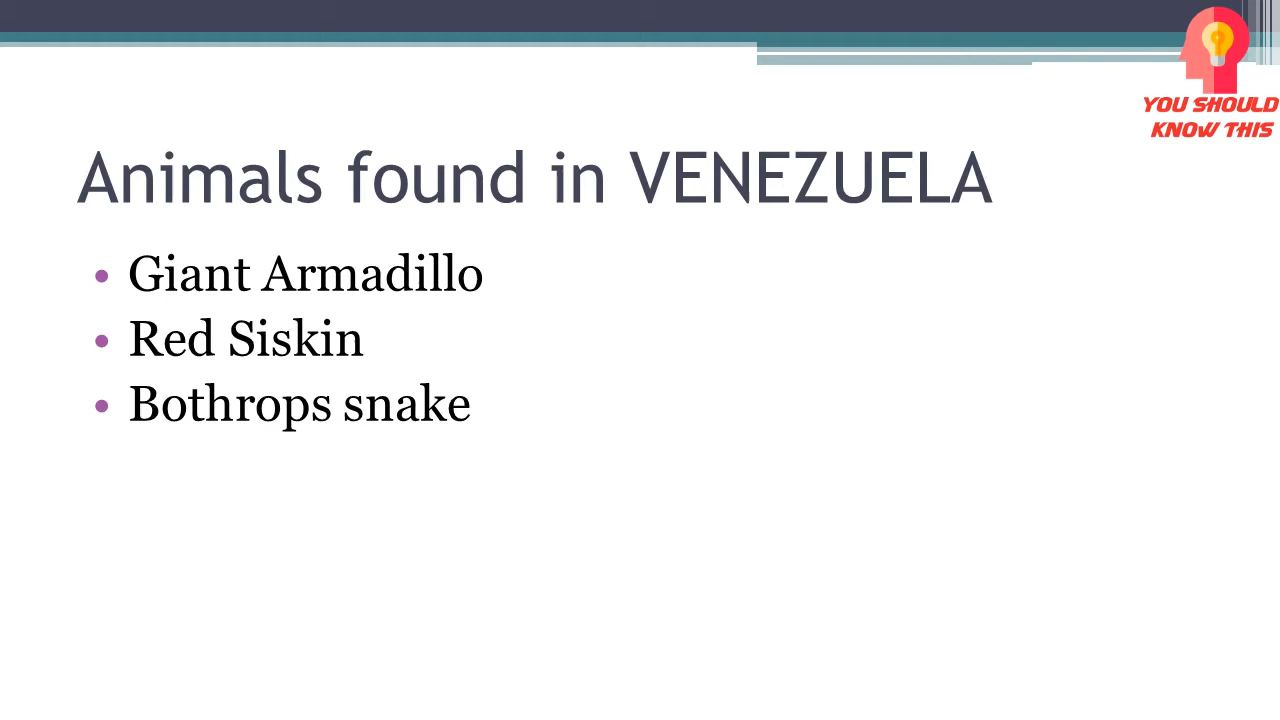 YOU SHOULD
KNOW THIS
Animals found in VENEZUELA
• Giant Armadillo
• Red Siskin
• Bothrops snake